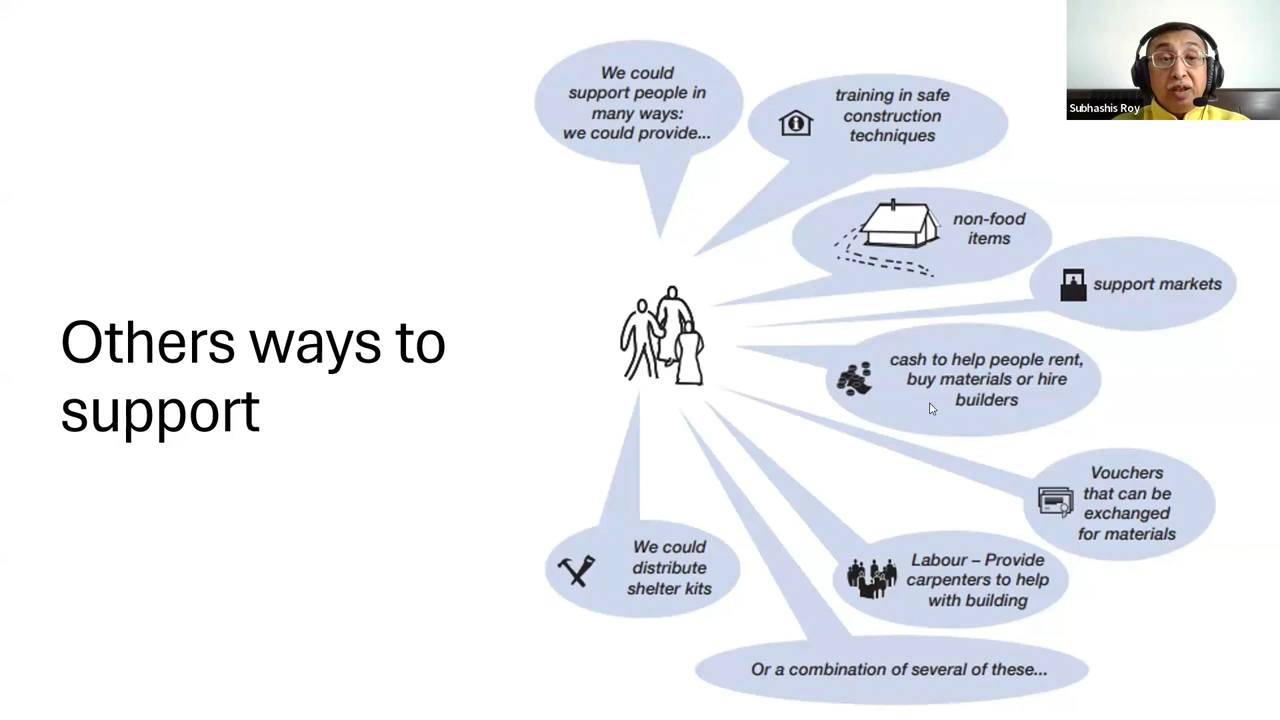 Others ways to
support
We could
support people in
many ways:
we could provide...
training in safe
construction
techniques
non-food
items
support markets
cash to help people rent,
buy materials or hire
builders
Vouchers
that can be
exchanged
for materials
Labour – Provide
carpenters to help
with building
We could
distribute
shelter kits
Or a combination of several of these...
Subhashis Roy